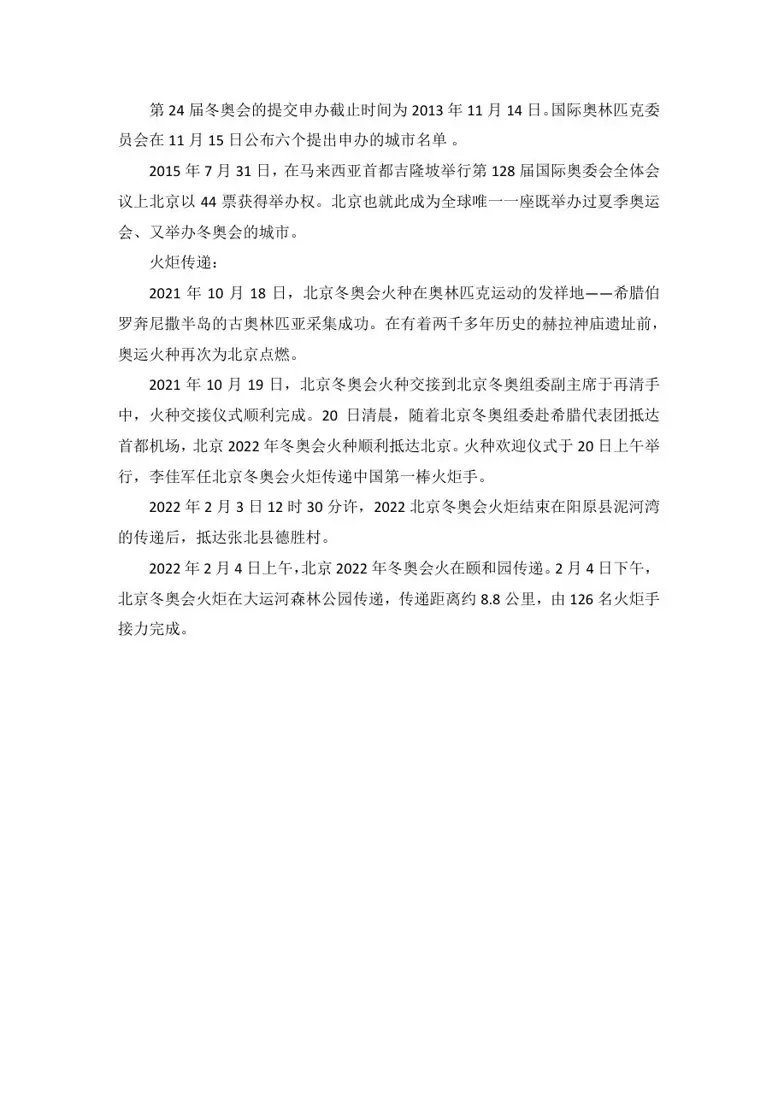 第 24 届冬奥会的提交申办截止时间为 2013 年 11 月 14 日。国际奥林匹克委
员会在 11 月 15 日公布六个提出申办的城市名单 。
2015 年 7 月 31 日，在马来西亚首都吉隆坡举行第 128 届国际奥委会全体会
议上北京以 44 票获得举办权。北京也就此成为全球唯一一座既举办过夏季奥运
会、又举办冬奥会的城市。
火炬传递：
2021 年 10 月 18 日，北京冬奥会火种在奥林匹克运动的发祥地——希腊伯
罗奔尼撒半岛的古奥林匹亚采集成功。在有着两千多年历史的赫拉神庙遗址前，
奥运火种再次为北京点燃。
2021 年 10 月 19 日，北京冬奥会火种交接到北京冬奥组委副主席于再清手
中，火种交接仪式顺利完成。20 日清晨，随着北京冬奥组委赴希腊代表团抵达
首都机场，北京 2022 年冬奥会火种顺利抵达北京。火种欢迎仪式于 20 日上午举
行，李佳军任北京冬奥会火炬传递中国第一棒火炬手。
2022 年 2 月 3 日 12 时 30 分许，2022 北京冬奥会火炬结束在阳原县泥河湾
的传递后，抵达张北县德胜村。
2022 年 2 月 4 日上午，北京 2022 年冬奥会火在颐和园传递。2 月 4 日下午，
北京冬奥会火炬在大运河森林公园传递，传递距离约 8.8 公里，由 126 名火炬手
接力完成。